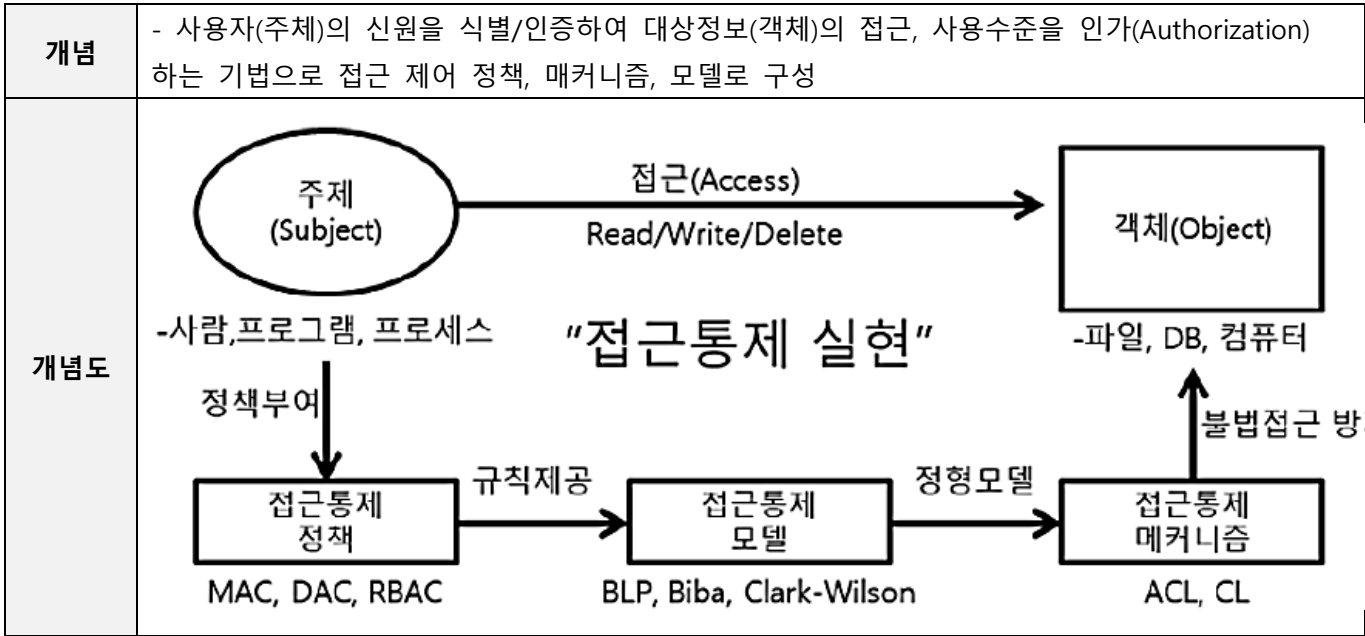 개념
- 사용자(주체)의 신원을 식별/인증하여 대상정보(객체)의 접근, 사용수준을 인가(Authorization)
하는 기법으로 접근 제어 정책, 매커니즘, 모델로 구성
개념도
주제
(Subject)
접근(Access)
Read/Write/Delete
객체(Object)
-사람,프로그램, 프로세스
"접근통제 실현"
-파일, DB, 컴퓨터
정책부여
불법접근
규칙제공
정형모델
접근통제
정책
접근통제
모델
접근통제
메커니즘
MAC, DAC, RBAC
BLP, Biba, Clark-Wilson
ACL, CL